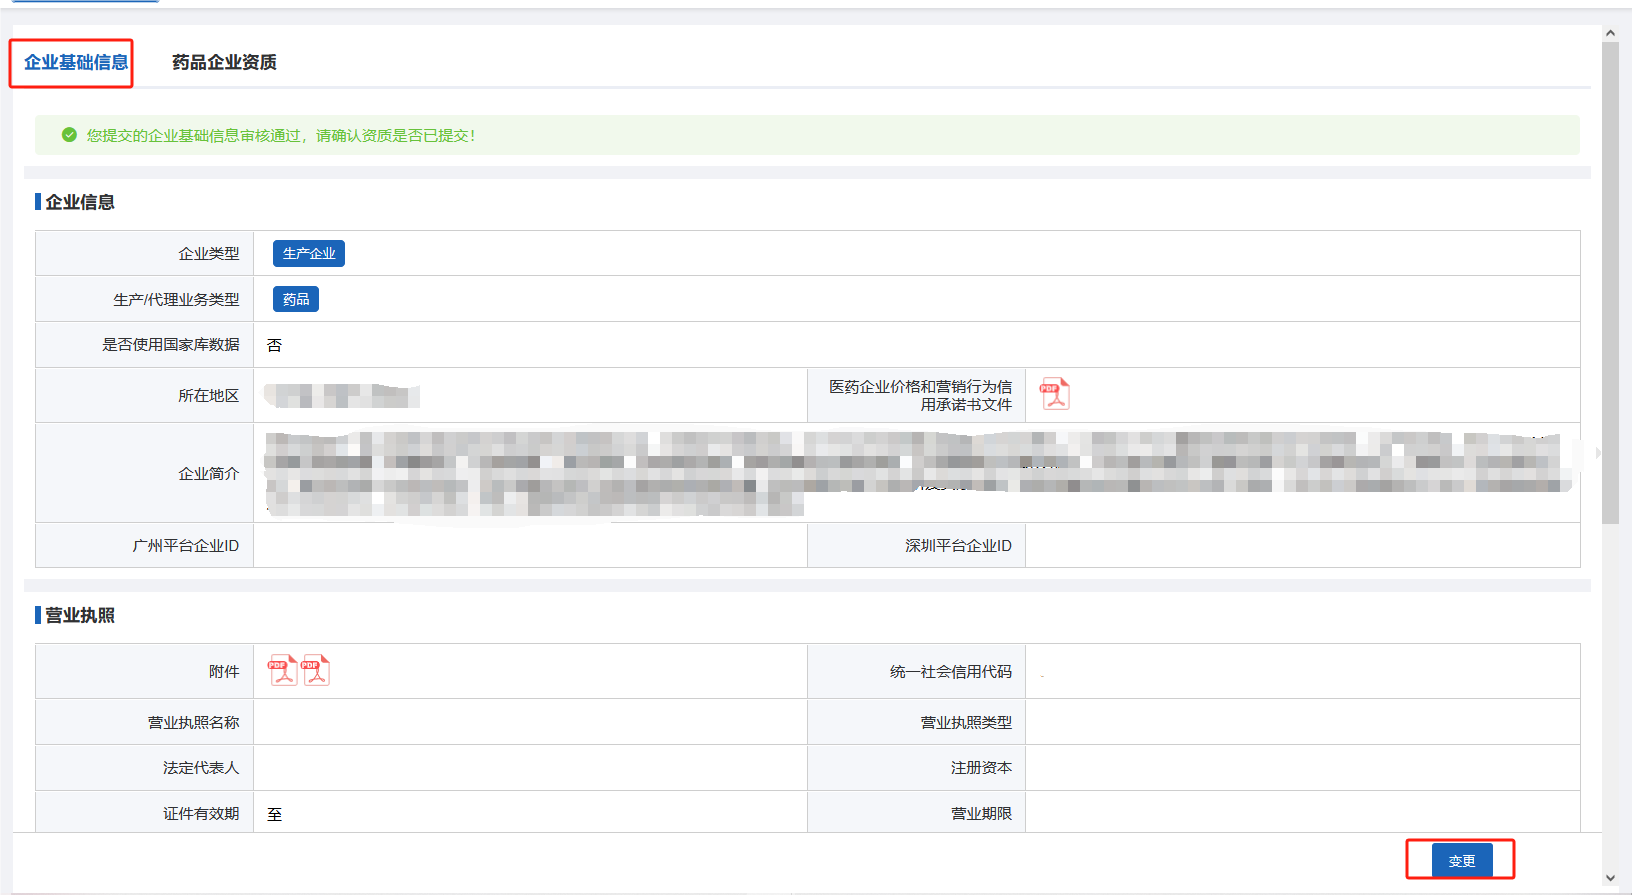 企业基础信息 药品企业资质
您提交的企业基础信息审核通过，请确认资质是否已提交！
企业信息
企业类型 生产企业
生产/代理业务类型 药品
是否使用国家库数据 否
所在地区 医药企业价格和营销行为信
用承诺书文件 PDF
企业简介
广州平台企业ID 深圳平台企业ID
营业执照
附件 PDF PDF 统一社会信用代码
营业执照名称 营业执照类型
法定代表人 注册资本
证件有效期 至 营业期限
变更